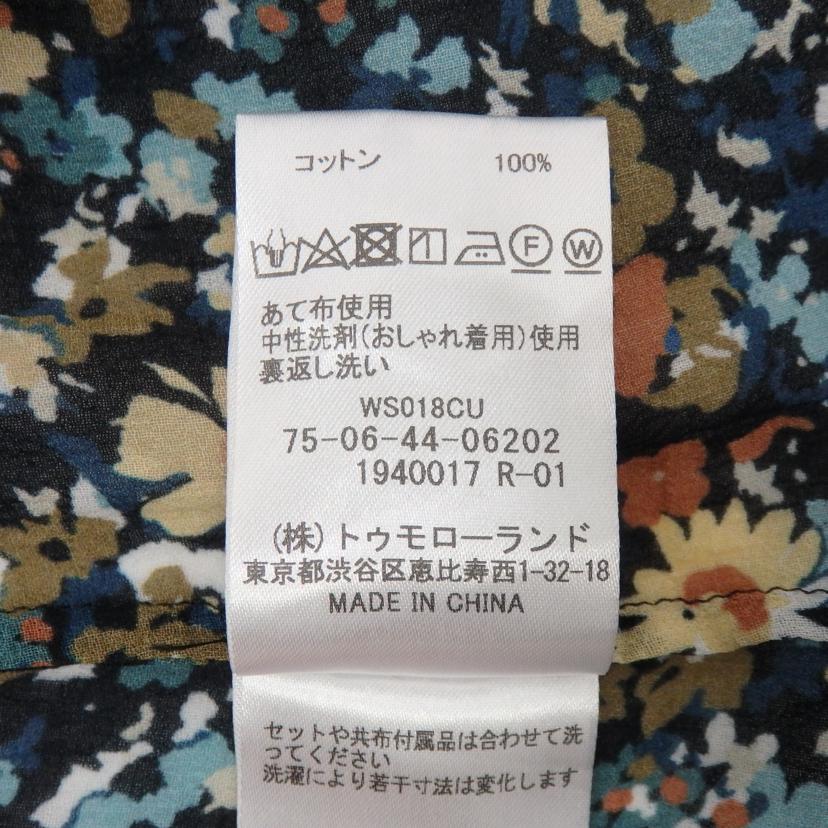 コットン 100%
F W
あて布使用
中性洗剤(おしゃれ着用)使用
裏返し洗い
WS018CU
75-06-44-06202
1940017 R-01
(株)トゥモローランド
東京都渋谷区恵比寿西1-32-18
MADE IN CHINA
セットや共布付属品は合わせて洗
ってください
洗濯により若干寸法は変化します